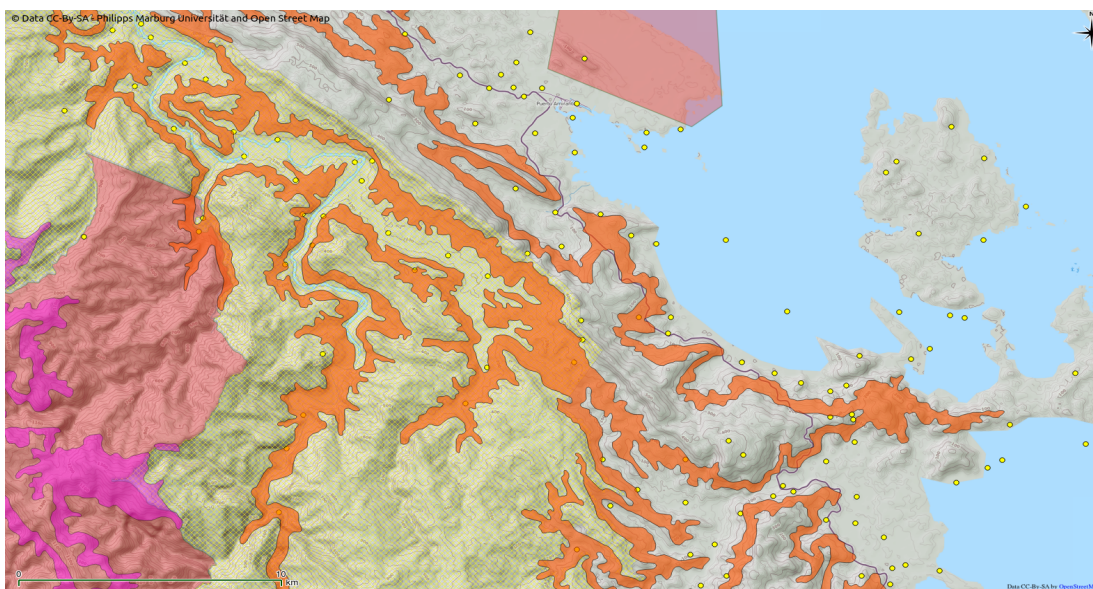 © Data CC-By-SA - Philipps Marburg Universität and Open Street Map
0
10
km
Data CC-By-SA by OpenStreetM